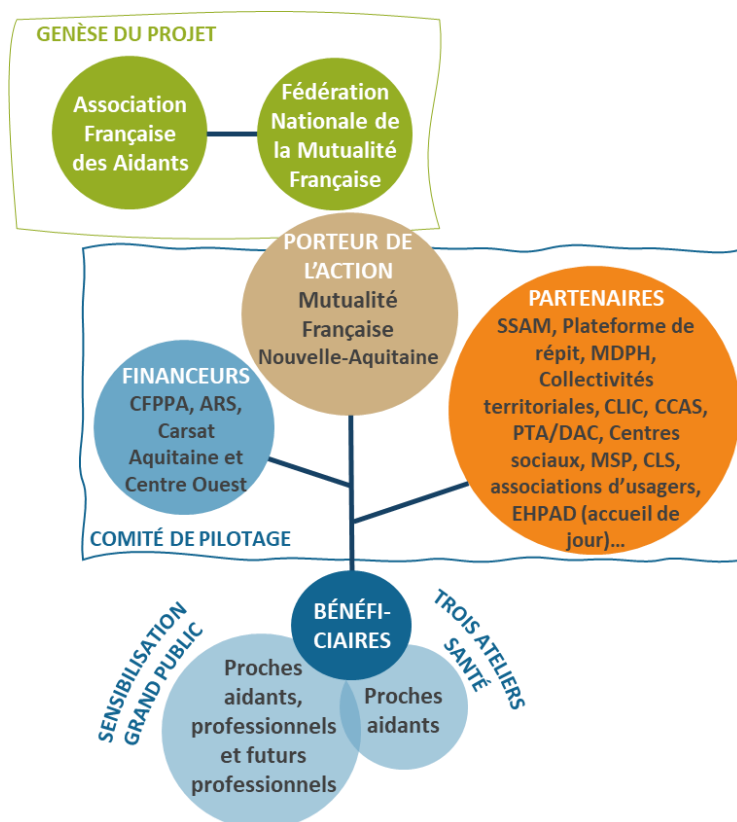 GENÈSE DU PROJET
Association
Française
des Aidants
Fédération
Nationale de
la Mutualité
Française
PORTEUR DE
L’ACTION
Mutualité
Française
Nouvelle-Aquitaine
FINANCEURS
CFPPA, ARS,
Carsat
Aquitaine et
Centre Ouest
PARTENAIRES
SSAM, Plateforme de
répit, MDPH,
Collectivités
territoriales, CLIC, CCAS,
PTA/DAC, Centres
sociaux, MSP, CLS,
associations d’usagers,
EHPAD (accueil de
jour)…
COMITÉ DE PILOTAGE
BÉNÉFI-
CIAIRES
SENSIBILISATION
GRAND PUBLIC
TROIS ATELIERS
SANTÉ
Proches
aidants,
professionnels
et futurs
professionnels
Proches
aidants